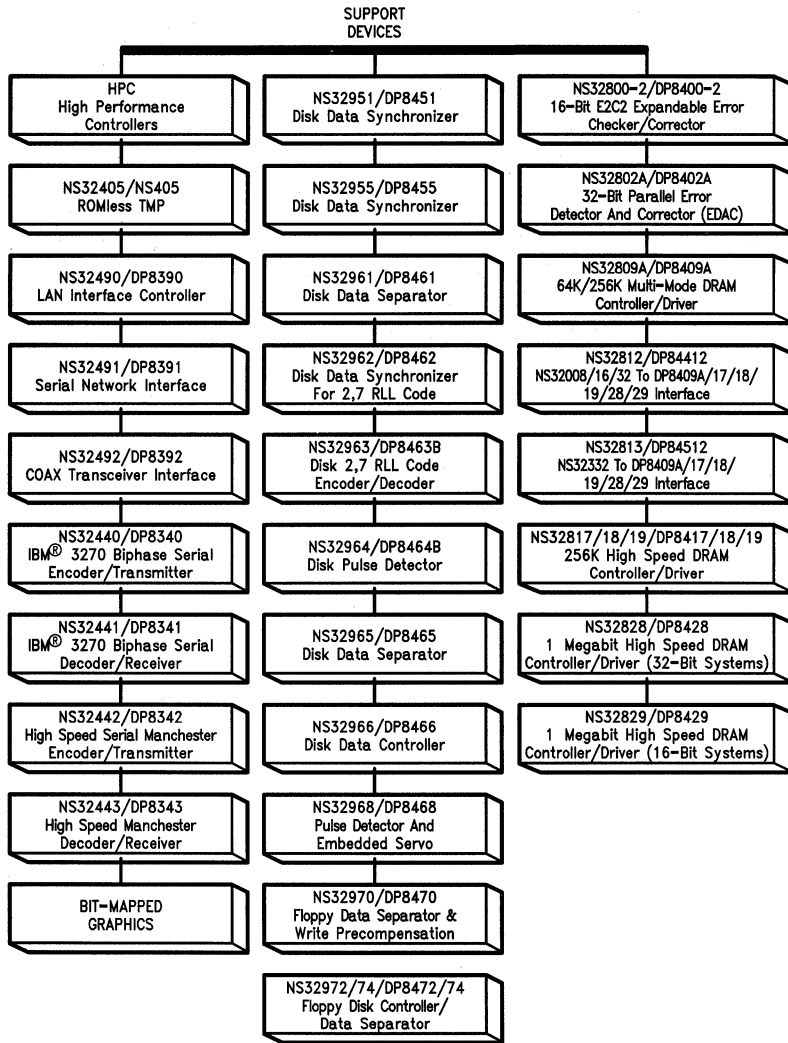 SUPPORT
DEVICES
HPC
High Performance
Controllers
NS32405/NS405
ROMless TMP
NS32490/DP8390
LAN Interface Controller
NS32491/DP8391
Serial Network Interface
NS32492/DP8392
COAX Transceiver Interface
NS32440/DP8340
IBM® 3270 Biphase Serial
Encoder/Transmitter
NS32441/DP8341
IBM® 3270 Biphase Serial
Decoder/Receiver
NS32442/DP8342
High Speed Serial Manchester
Encoder/Transmitter
NS32443/DP8343
High Speed Manchester
Decoder/Receiver
BIT-MAPPED
GRAPHICS
NS32951/DP8451
Disk Data Synchronizer
NS32955/DP8455
Disk Data Synchronizer
NS32961/DP8461
Disk Data Separator
NS32962/DP8462
Disk Data Synchronizer
For 2,7 RLL Code
NS32963/DP8463B
Disk 2,7 RLL Code
Encoder/Decoder
NS32964/DP8464B
Disk Pulse Detector
NS32965/DP8465
Disk Data Separator
NS32966/DP8466
Disk Data Controller
NS32968/DP8468
Pulse Detector And
Embedded Servo
NS32970/DP8470
Floppy Data Separator &
Write Precompensation
NS32972/74/DP8472/74
Floppy Disk Controller/
Data Separator
NS32800-2/DP8400-2
16-Bit E2C2 Expandable Error
Checker/Corrector
NS32802A/DP8402A
32-Bit Parallel Error
Detector And Corrector (EDAC)
NS32809A/DP8409A
64K/256K Multi-Mode DRAM
Controller/Driver
NS32812/DP84412
NS32008/16/32 To DP8409A/17/18/
19/28/29 Interface
NS32813/DP84512
NS32332 To DP8409A/17/18/
19/28/29 Interface
NS32817/18/19/DP8417/18/19
256K High Speed DRAM
Controller/Driver
NS32828/DP8428
1 Megabit High Speed DRAM
Controller/Driver (32-Bit Systems)
NS32829/DP8429
1 Megabit High Speed DRAM
Controller/Driver (16-Bit Systems)